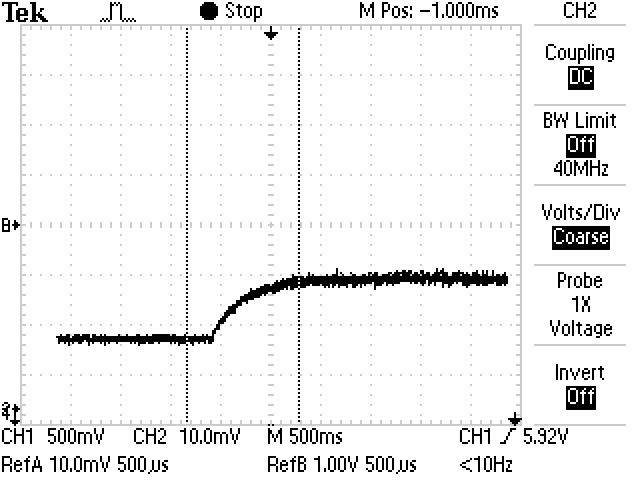 Tek Stop M Pos: −1.000ms CH2
Coupling
DC
BW Limit
Off
40MHz
Volts/Div
Coarse
B
Probe
1X
Voltage
Invert
Off
CH1 500mV CH2 10.0mV M 500ms CH1 5.92V
RefA 10.0mV 500µs RefB 1.00V 500µs <10Hz